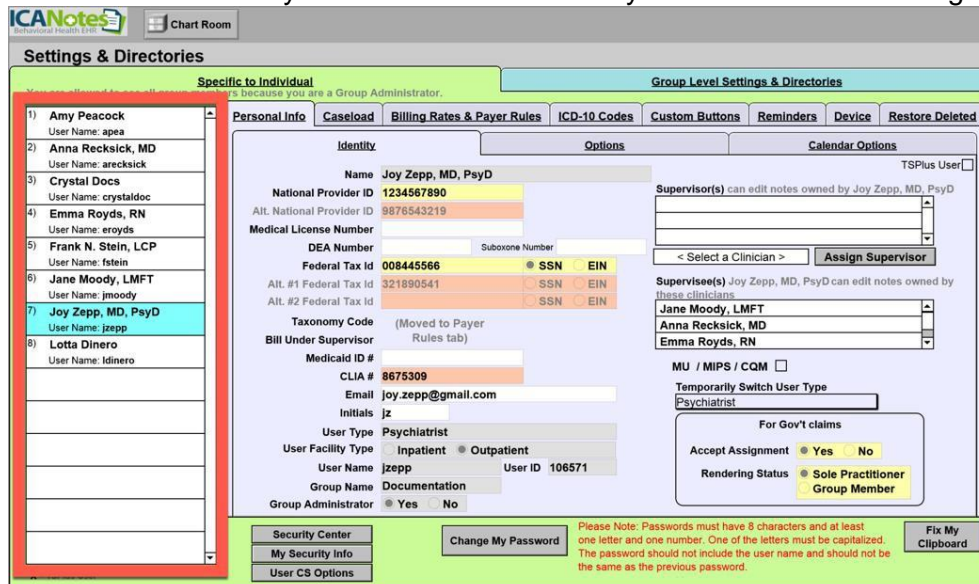 ICANotes
Behavioral Health EHR
Chart Room
Settings & Directories
Specific to Individual
Group Level Settings & Directories
You are allowed to see all group members because you are a Group Administrator.
1) Amy Peacock
User Name: apea
2) Anna Recksick, MD
User Name: arecksick
3) Crystal Docs
User Name: crystaldoc
4) Emma Royds, RN
User Name: eroyds
5) Frank N. Stein, LCP
User Name: fstein
6) Jane Moody, LMFT
User Name: jmoody
7) Joy Zepp, MD, PsyD
User Name: jzepp
8) Lotta Dinero
User Name: ldinero
Personal Info Caseload Billing Rates & Payer Rules ICD-10 Codes Custom Buttons Reminders Device Restore Deleted
Identity Options Calendar Options
TSPlus User
Name Joy Zepp, MD, PsyD
National Provider ID 1234567890
Alt. National Provider ID 9876543219
Medical License Number
DEA Number Suboxone Number
Federal Tax Id 008445566 SSN EIN
Alt. #1 Federal Tax Id 321890541 SSN EIN
Alt. #2 Federal Tax Id SSN EIN
Taxonomy Code (Moved to Payer
Bill Under Supervisor Rules tab)
Medicaid ID #
CLIA # 8675309
Email joy.zepp@gmail.com
Initials jz
User Type Psychiatrist
User Facility Type Inpatient Outpatient
User Name jzepp User ID 106571
Group Name Documentation
Group Administrator Yes No
Supervisor(s) can edit notes owned by Joy Zepp, MD, PsyD
< Select a Clinician > Assign Supervisor
Supervisee(s) Joy Zepp, MD, PsyD can edit notes owned by
these clinicians
Jane Moody, LMFT
Anna Recksick, MD
Emma Royds, RN
MU / MIPS / CQM
Temporarily Switch User Type
Psychiatrist
For Gov't claims
Accept Assignment Yes No
Rendering Status Sole Practitioner
Group Member
Security Center
My Security Info
User CS Options
Change My Password
Please Note: Passwords must have 8 characters and at least
one letter and one number. One of the letters must be capitalized.
The password should not include the user name and should not be
the same as the previous password.
Fix My
Clipboard